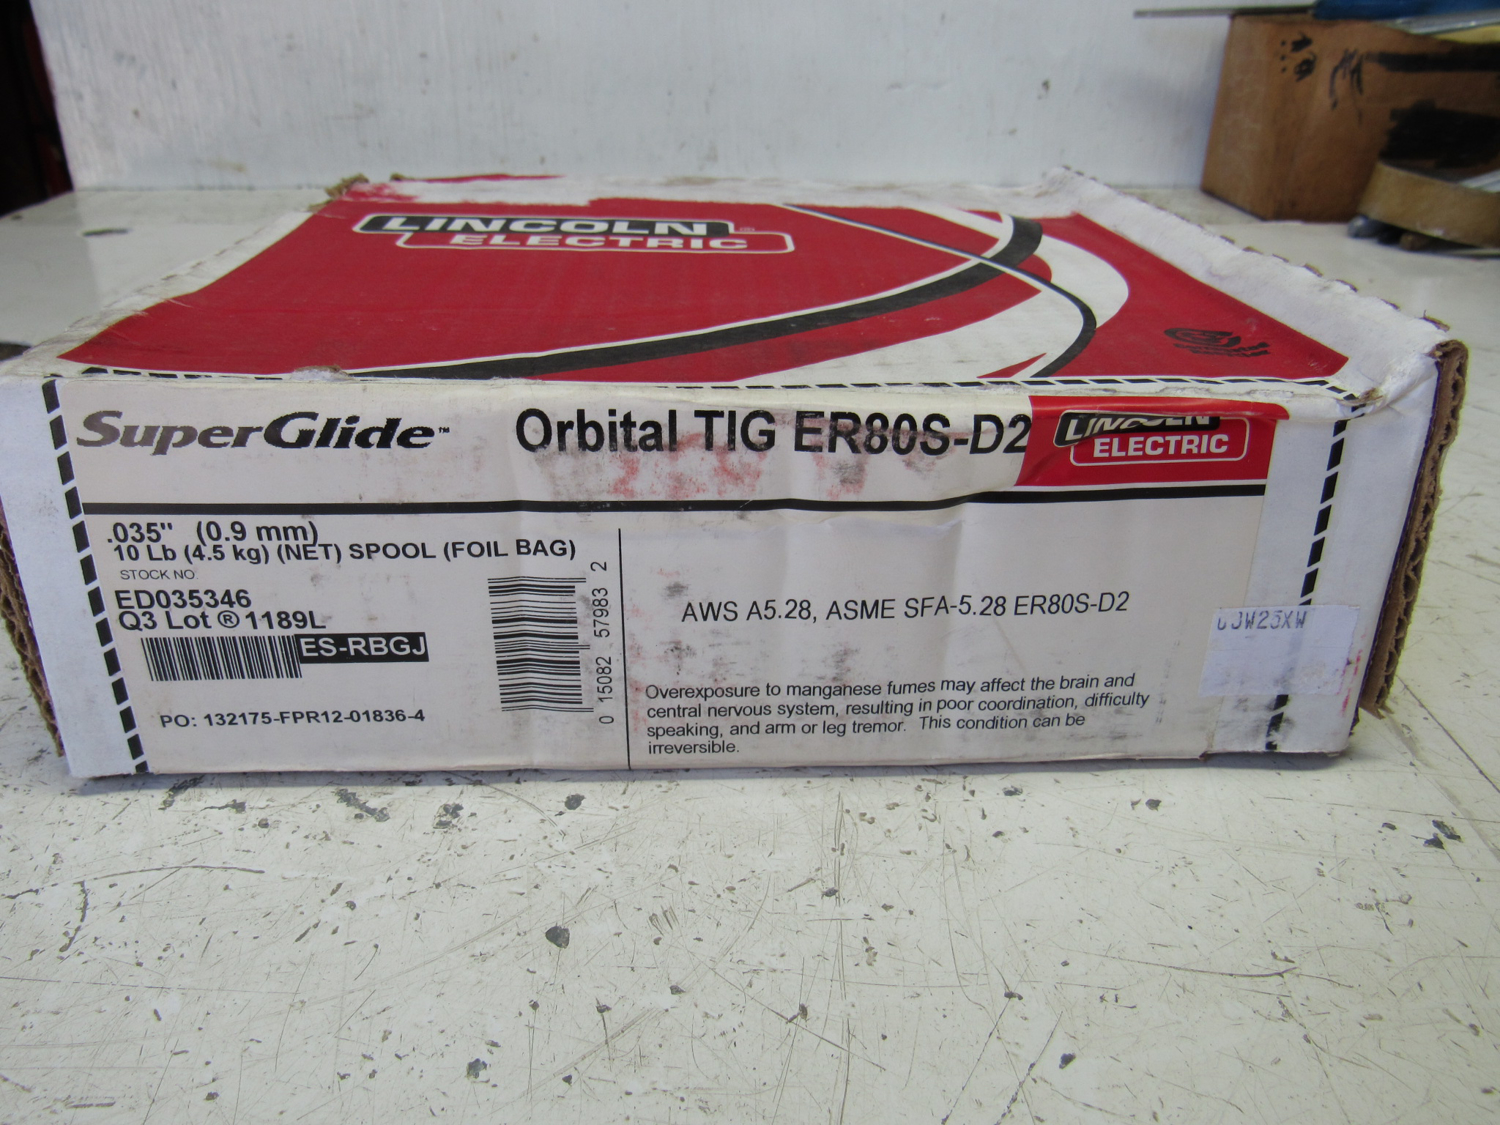 LINCOLN
ELECTRIC
SuperGlide™
Orbital TIG ER80S-D2
LINCOLN
ELECTRIC
.035" (0.9 mm)
10 Lb (4.5 kg) (NET) SPOOL (FOIL BAG)
STOCK NO.
ED035346
Q3 Lot ® 1189L
ES-RBGJ
PO: 132175-FPR12-01836-4
0 15082 57983 2
AWS A5.28, ASME SFA-5.28 ER80S-D2
Overexposure to manganese fumes may affect the brain and
central nervous system, resulting in poor coordination, difficulty
speaking, and arm or leg tremor. This condition can be
irreversible.